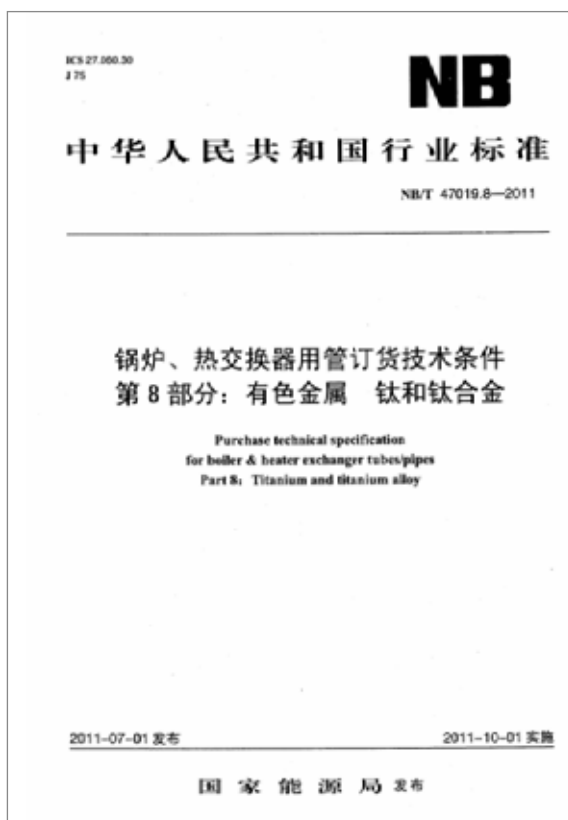 ICS 27.060.30
J 75
NB
中华人民共和国行业标准
NB/T 47019.8—2011
锅炉、热交换器用管订货技术条件
第 8 部分：有色金属 钛和钛合金
Purchase technical specification
for boiler & heater exchanger tubes/pipes
Part 8: Titanium and titanium alloy
2011-07-01 发布
2011-10-01 实施
国家能源局 发布